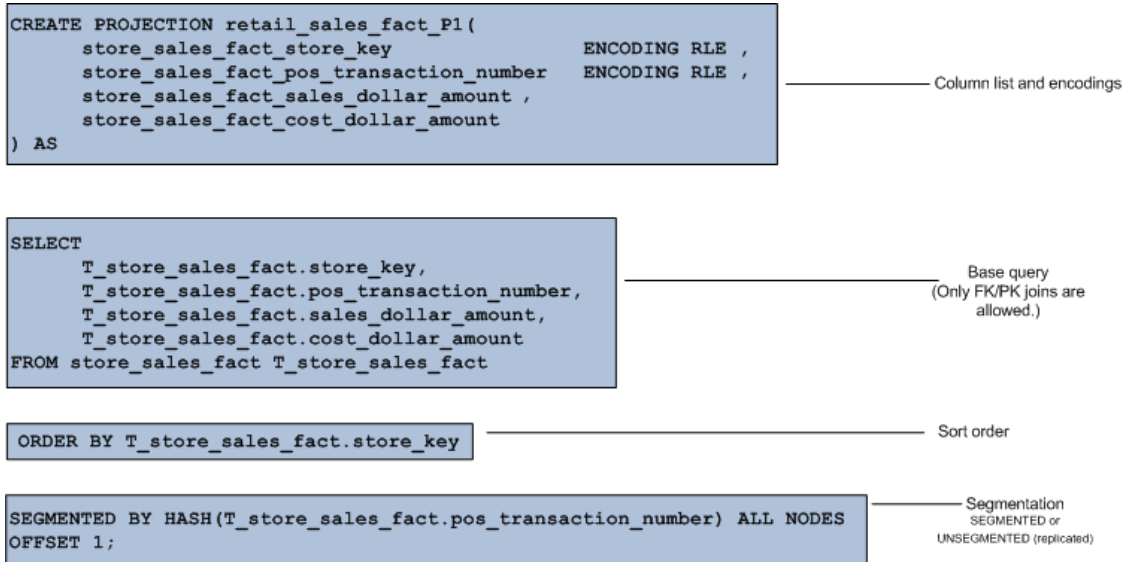 CREATE PROJECTION retail_sales_fact_P1(
store_sales_fact_store_key ENCODING RLE ,
store_sales_fact_pos_transaction_number ENCODING RLE ,
store_sales_fact_sales_dollar_amount ,
store_sales_fact_cost_dollar_amount
) AS
Column list and encodings
SELECT
T_store_sales_fact.store_key,
T_store_sales_fact.pos_transaction_number,
T_store_sales_fact.sales_dollar_amount,
T_store_sales_fact.cost_dollar_amount
FROM store_sales_fact T_store_sales_fact
Base query
(Only FK/PK joins are
allowed.)
ORDER BY T_store_sales_fact.store_key
Sort order
SEGMENTED BY HASH(T_store_sales_fact.pos_transaction_number) ALL NODES
OFFSET 1;
Segmentation
SEGMENTED or
UNSEGMENTED (replicated)